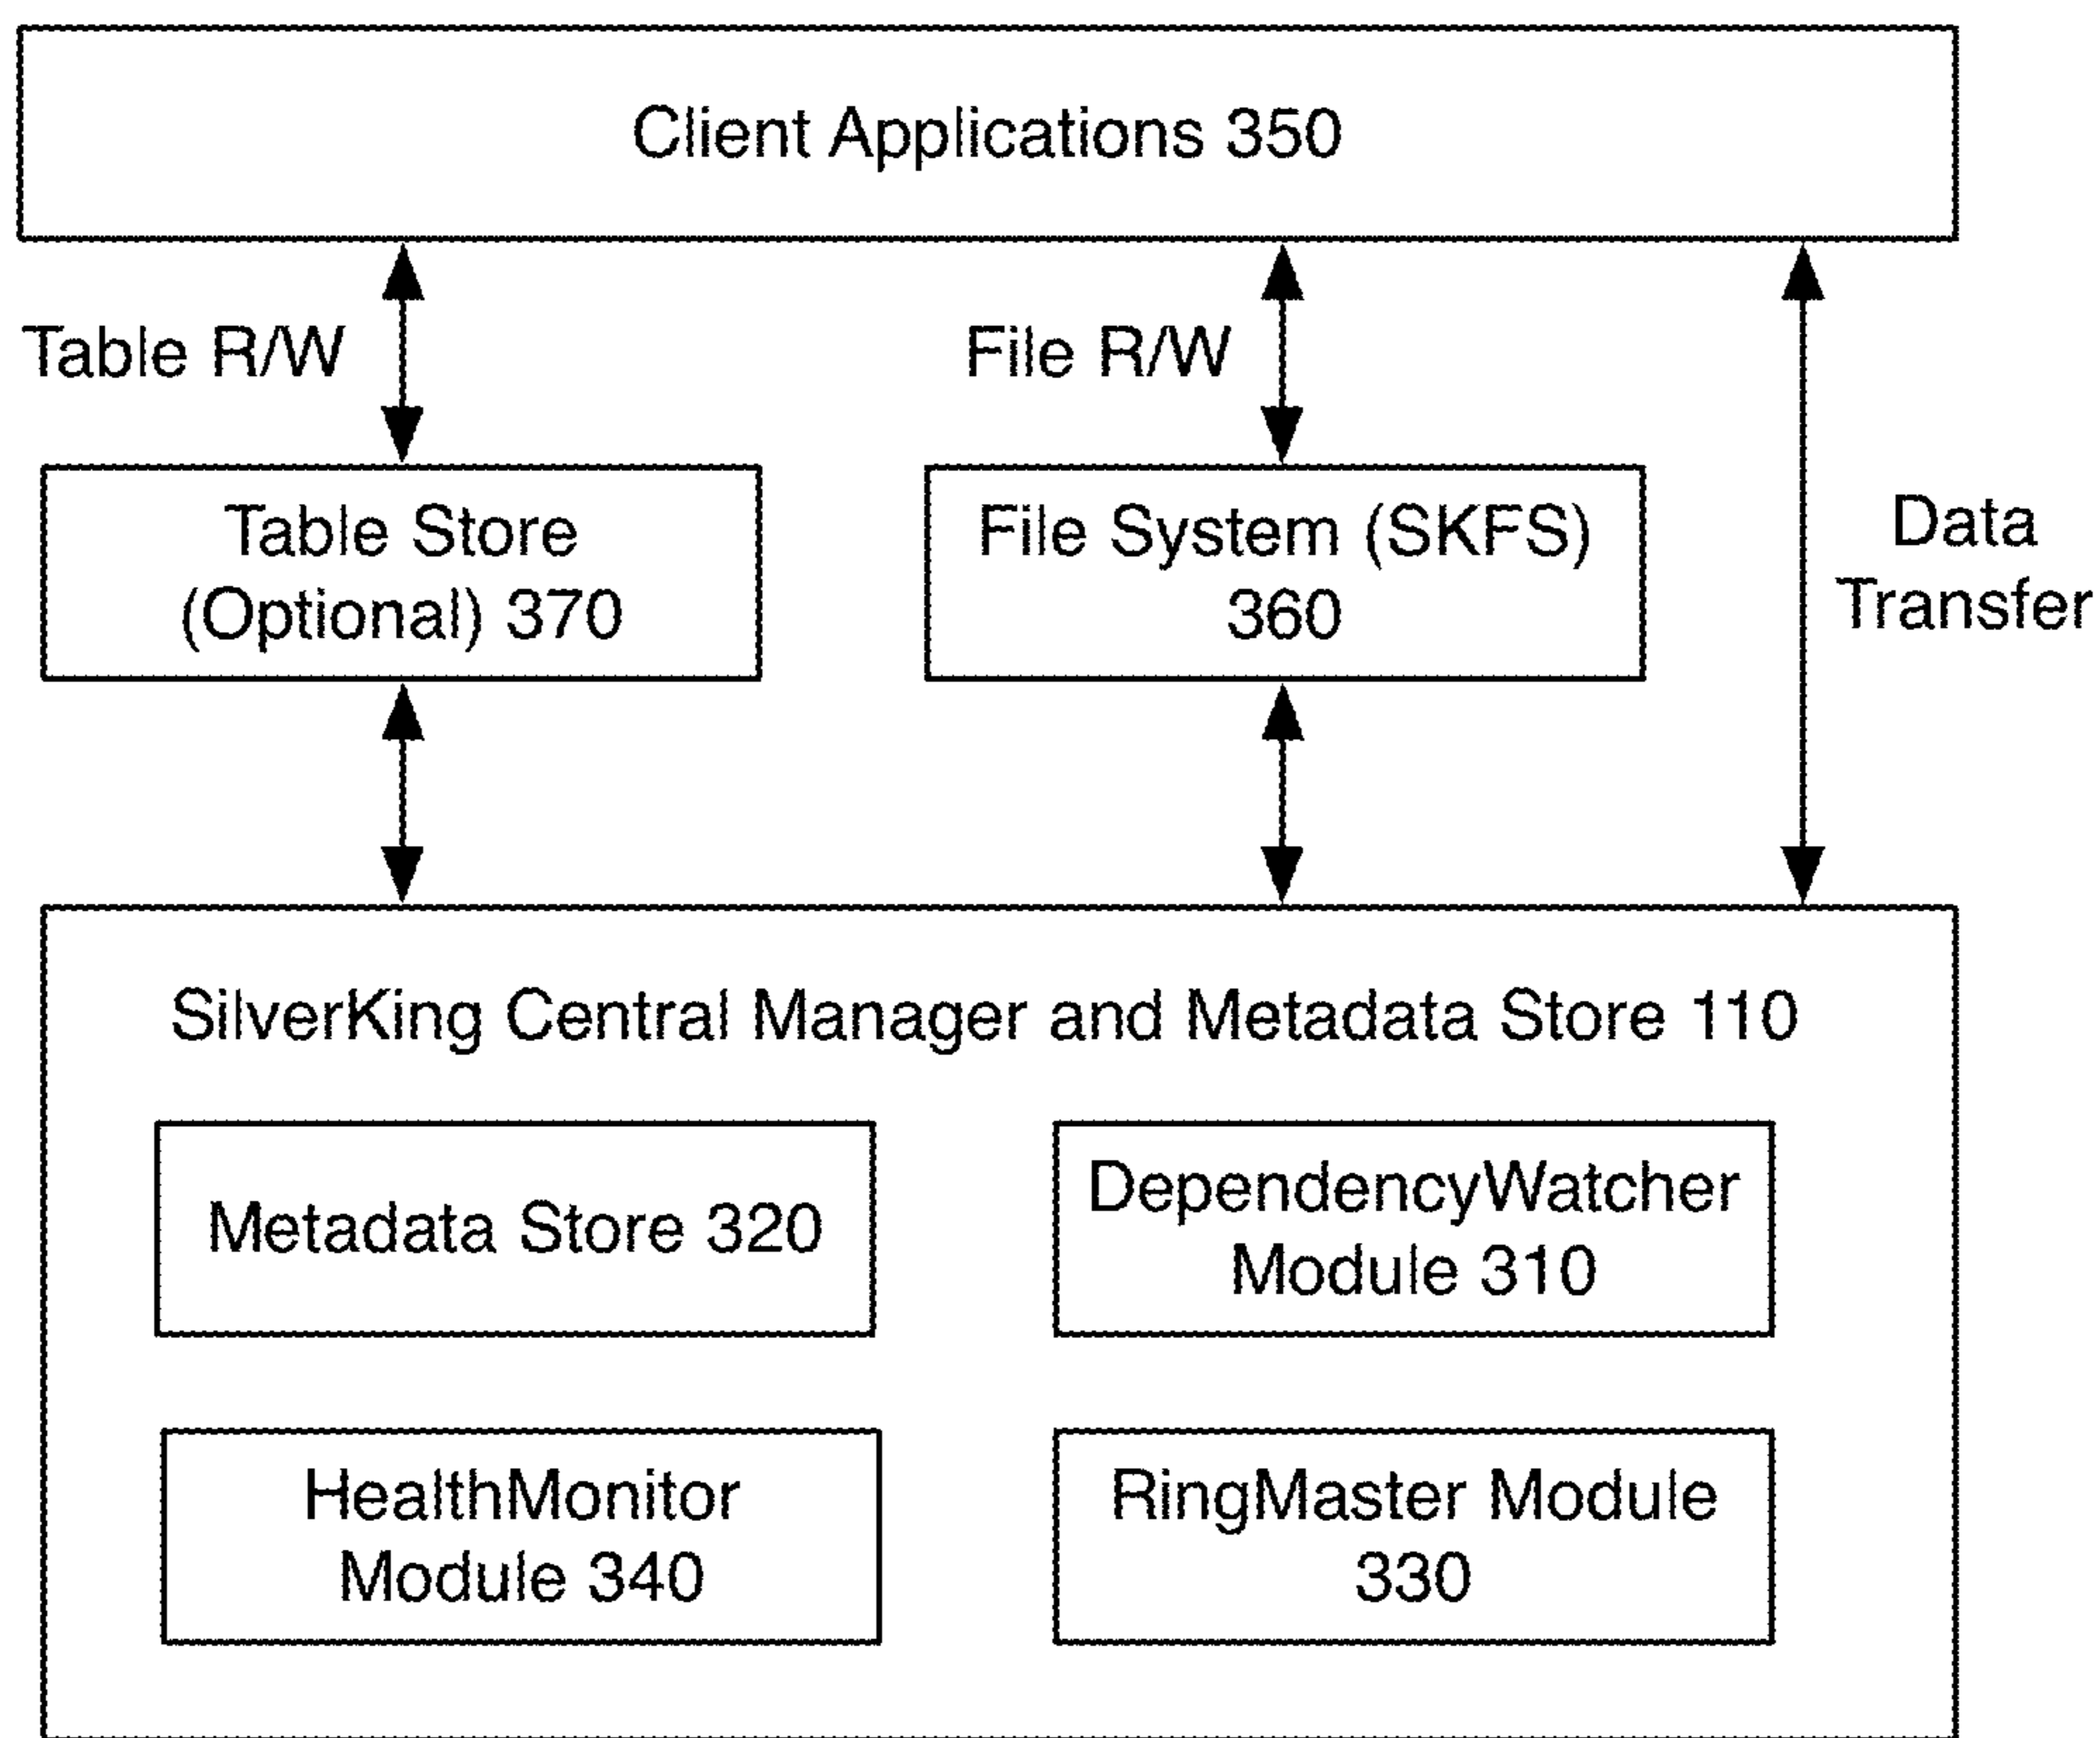 Client Applications 350
Table R/W
File R/W
Data
Transfer
Table Store
(Optional) 370
File System (SKFS)
360
SilverKing Central Manager and Metadata Store 110
Metadata Store 320
DependencyWatcher
Module 310
HealthMonitor
Module 340
RingMaster Module
330